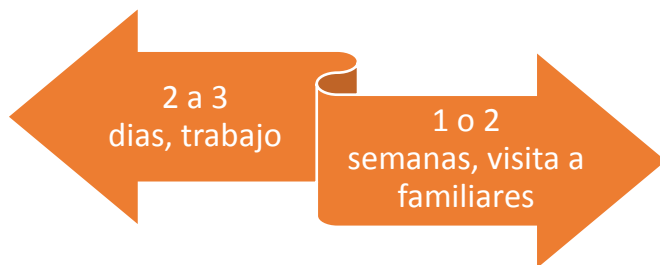 2 a 3
dias, trabajo
1 o 2
semanas, visita a
familiares